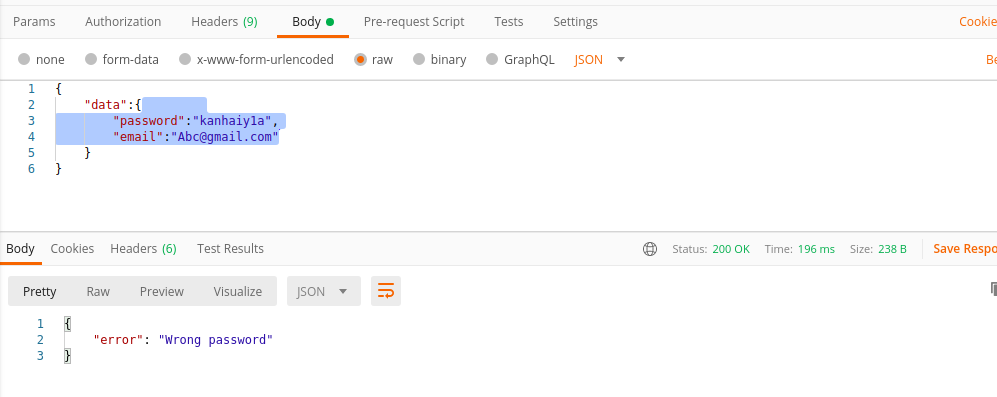 Params Authorization Headers (9) Body Pre-request Script Tests Settings Cookie
none form-data x-www-form-urlencoded raw binary GraphQL JSON Be
1 {
2 "data":{
3 "password":"kanhaiy1a",
4 "email":"Abc@gmail.com"
5 }
6 }
Body Cookies Headers (6) Test Results Status: 200 OK Time: 196 ms Size: 238 B Save Respo
Pretty Raw Preview Visualize JSON
1 {
2 "error": "Wrong password"
3 }